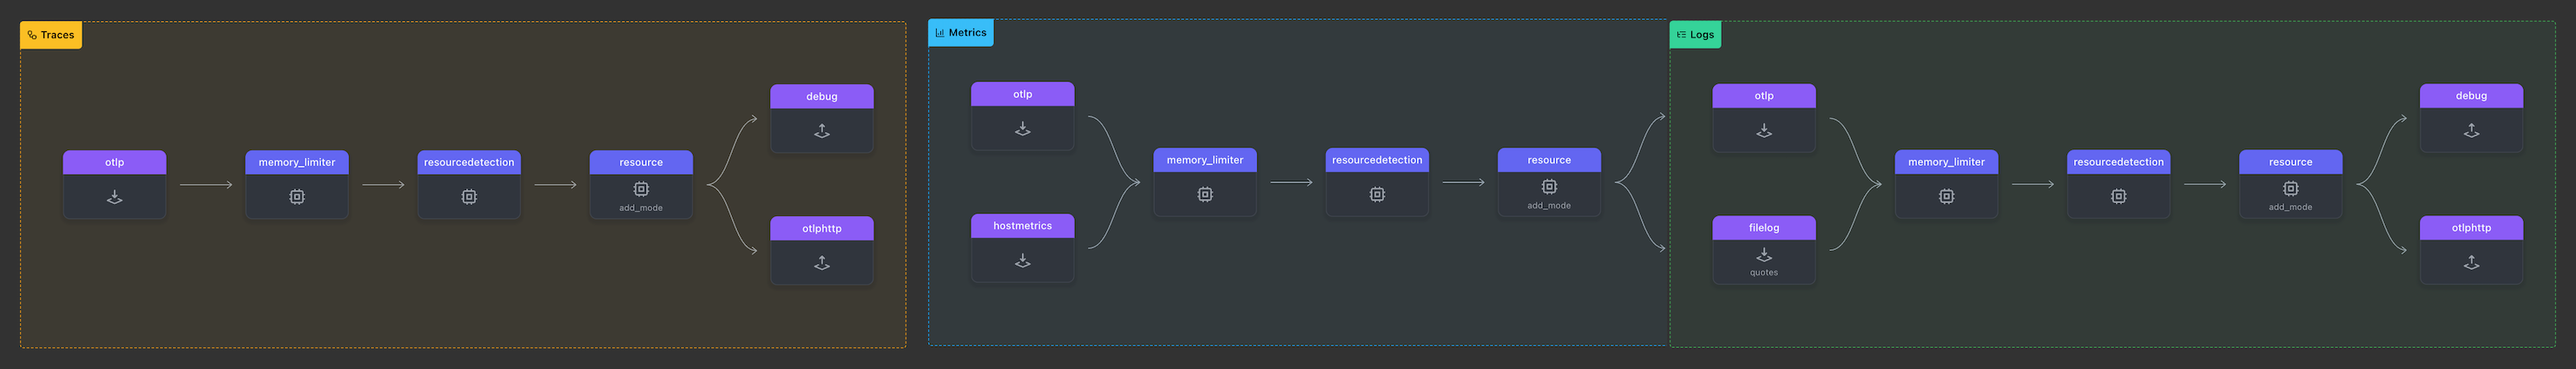 Traces
otlp
memory_limiter
resourcedetection
resource
add_mode
debug
otlphttp
Metrics
otlp
hostmetrics
memory_limiter
resourcedetection
resource
add_mode
Logs
otlp
filelog
quotes
memory_limiter
resourcedetection
resource
add_mode
debug
otlphttp